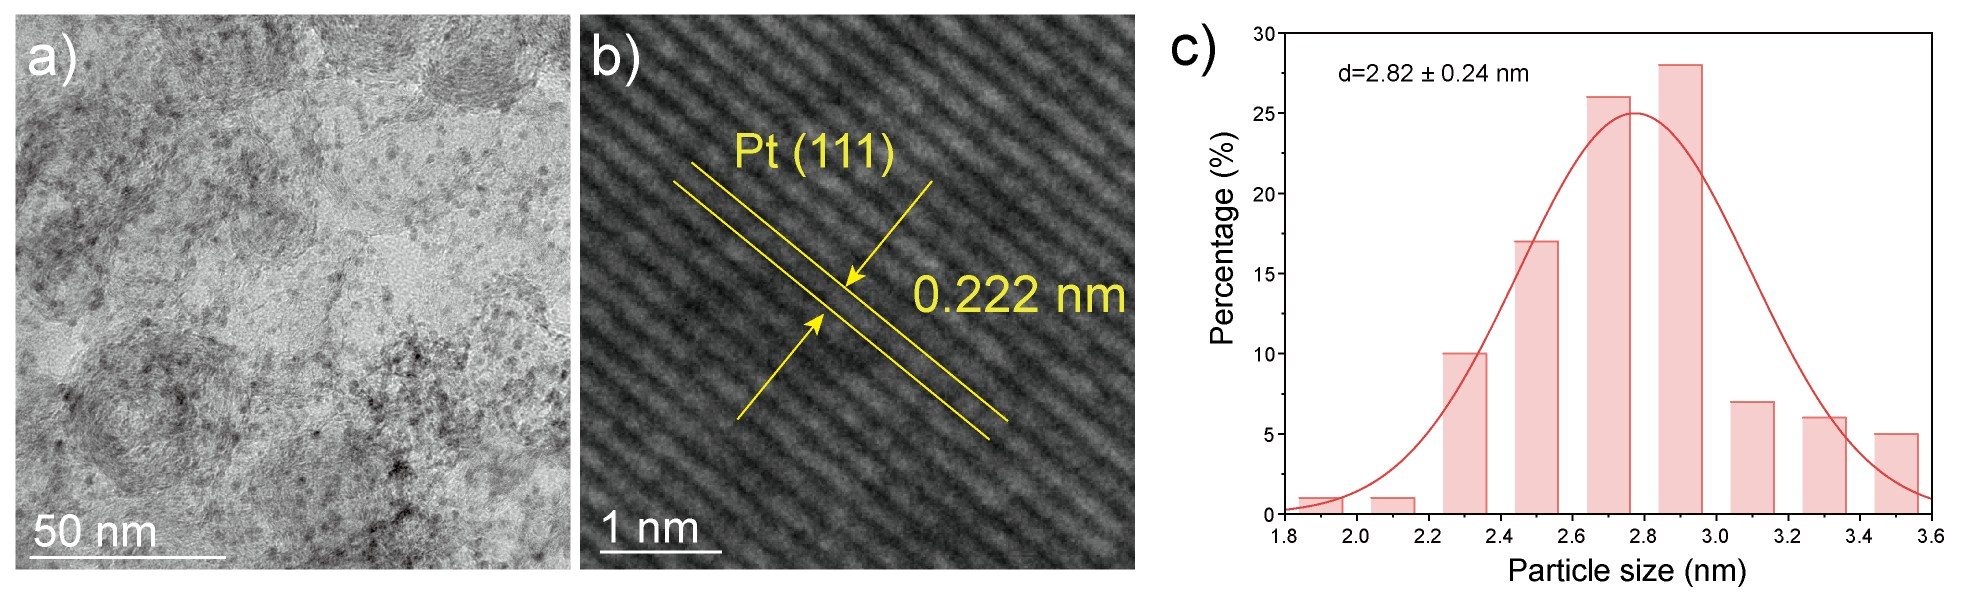 a)
50 nm
b)
Pt (111)
0.222 nm
1 nm
c)
d=2.82 ± 0.24 nm
Percentage (%)
30
25
20
15
10
5
0
1.8 2.0 2.2 2.4 2.6 2.8 3.0 3.2 3.4 3.6
Particle size (nm)